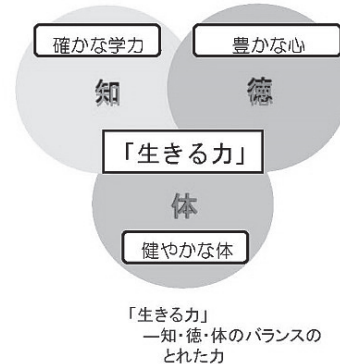 確かな学力
豊かな心
知
徳
「生きる力」
体
健やかな体
「生きる力」
―知・徳・体のバランスの
とれた力